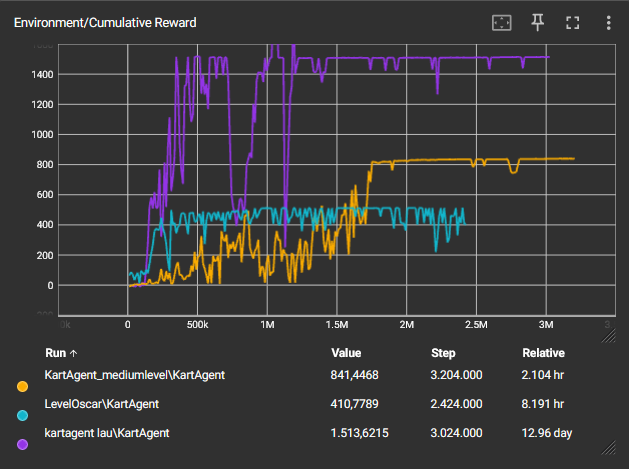 Environment/Cumulative Reward
1400
1200
1000
800
600
400
200
0
0 500k 1M 1.5M 2M 2.5M 3M
Run ↑ Value Step Relative
KartAgent_mediumlevel\KartAgent 841,4468 3.204.000 2.104 hr
LevelOscar\KartAgent 410,7789 2.424.000 8.191 hr
kartagent lau\KartAgent 1.513,6215 3.024.000 12.96 day